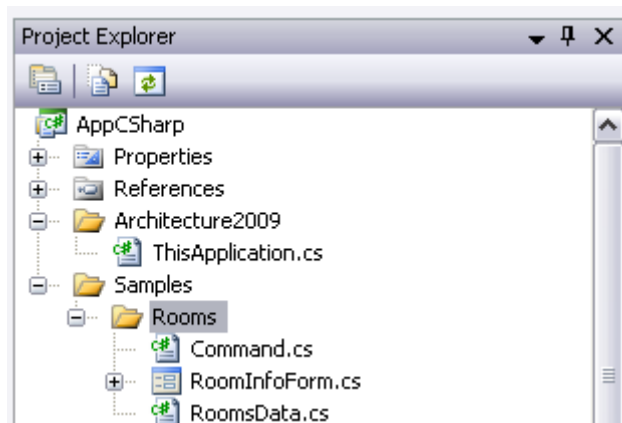 Project Explorer
AppCSharp
Properties
References
Architecture2009
ThisApplication.cs
Samples
Rooms
Command.cs
RoomInfoForm.cs
RoomsData.cs